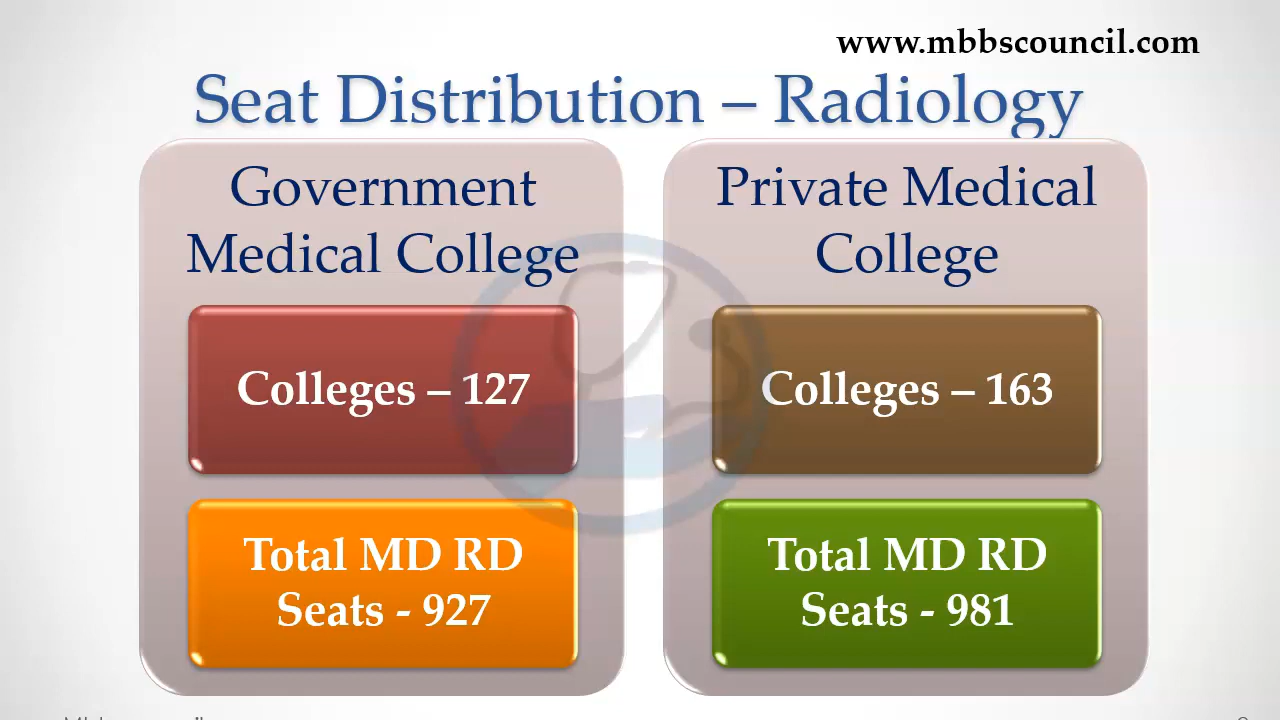 www.mbbscouncil.com
Seat Distribution – Radiology
Government
Medical College
Colleges – 127
Total MD RD
Seats - 927
Private Medical
College
Colleges – 163
Total MD RD
Seats - 981